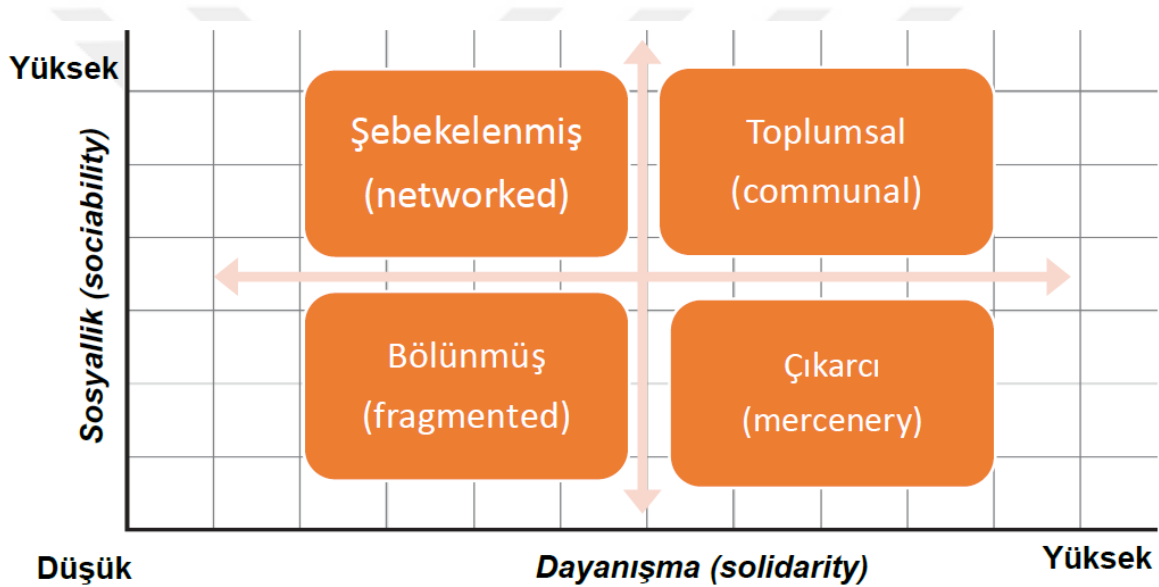 Yüksek
Sosyallik (sociability)
Şebekelenmiş
(networked)
Toplumsal
(communal)
Bölünmüş
(fragmented)
Çıkarcı
(mercenery)
Düşük
Dayanışma (solidarity)
Yüksek